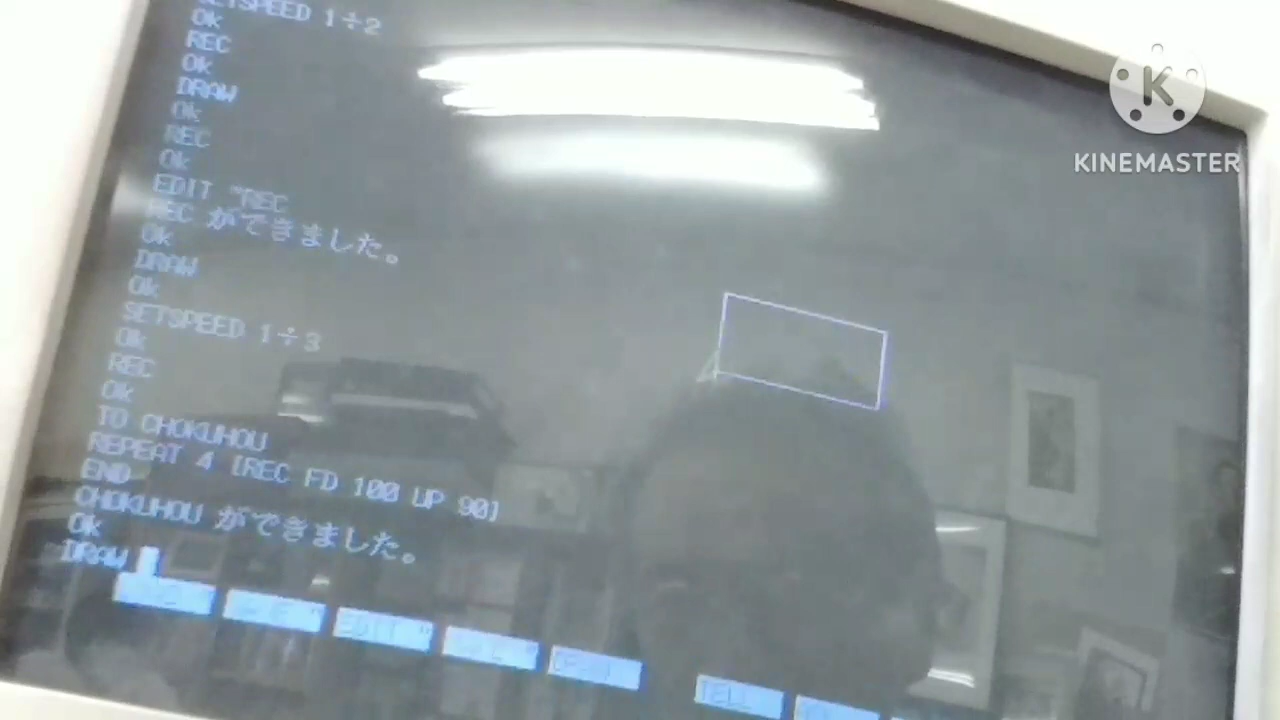 SETSPEED 1÷2
Ok
REC
Ok
DRAW
Ok
REC
Ok
EDIT "REC
REC ができました。
Ok
DRAW
Ok
SETSPEED 1÷3
Ok
REC
Ok
TO CHOKUHOU
REPEAT 4 [REC FD 100 UP 90]
END
CHOKUHOU ができました。
Ok
DRAW
EDIT "
TELL
KINEMASTER